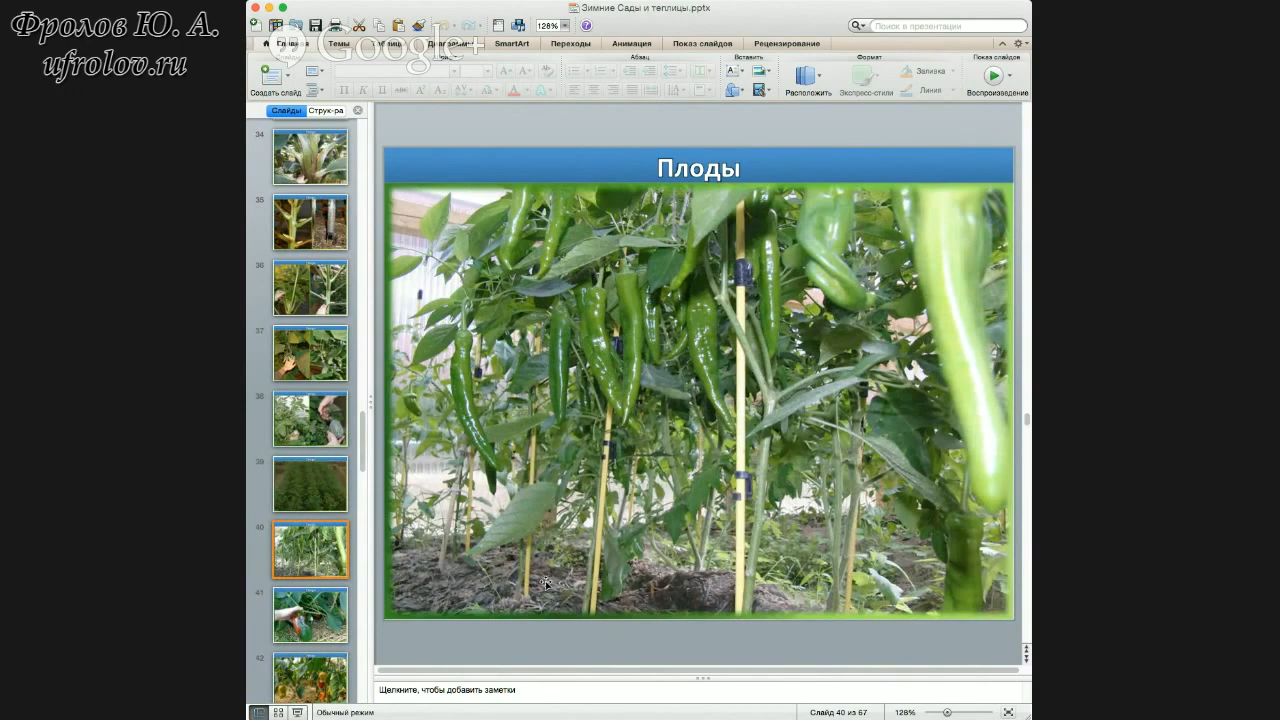 Фролов Ю. А.
ufrolov.ru
Google+
Зимние Сады и теплицы.pptx
128%
Поиск в презентации
Темы
SmartArt
Переходы
Анимация
Показ слайдов
Рецензирование
Абзац
Вставить
Формат
Показ слайдов
Создать слайд
Расположить
Экспресс-стили
Заливка
Линия
Воспроизведение
Слайды
Струк-ра
34
35
36
37
38
39
40
41
42
Плоды
Щелкните, чтобы добавить заметки
Обычный режим
Слайд 40 из 67
128%